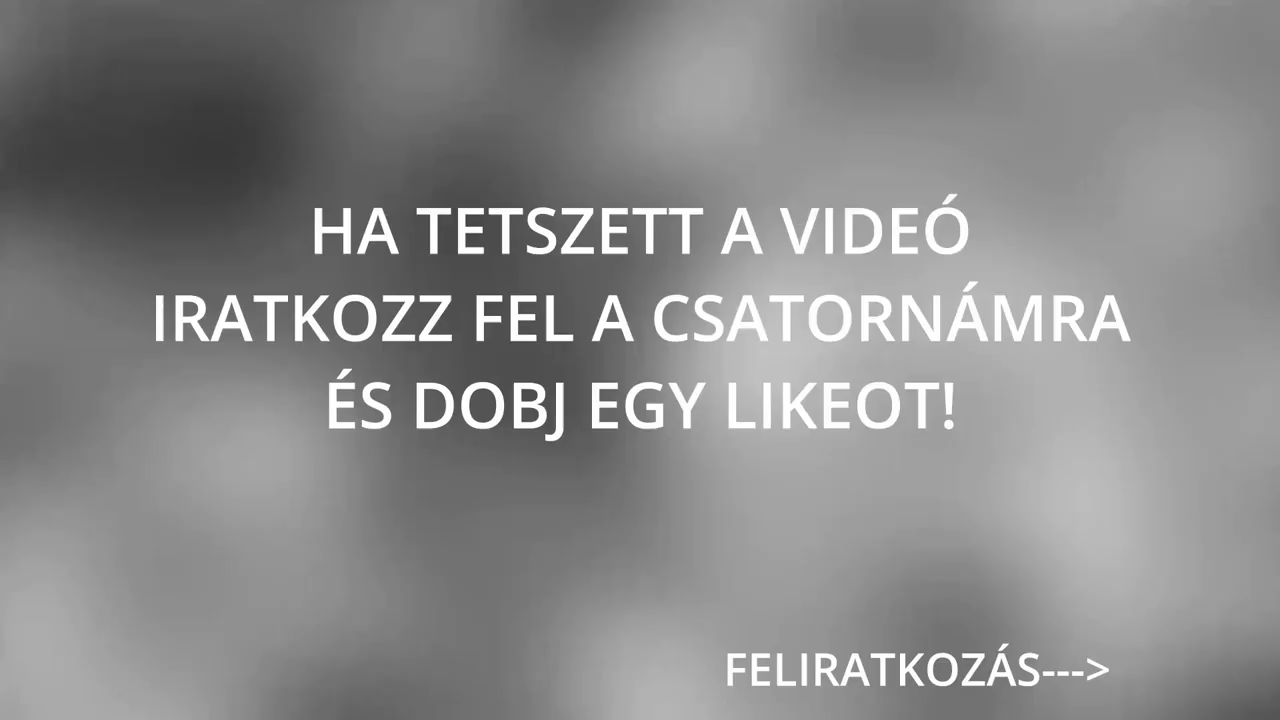 HA TETSZETT A VIDEÓ
IRATKOZZ FEL A CSATORNÁMRA
ÉS DOBJ EGY LIKEOT!
FELIRATKOZÁS--->